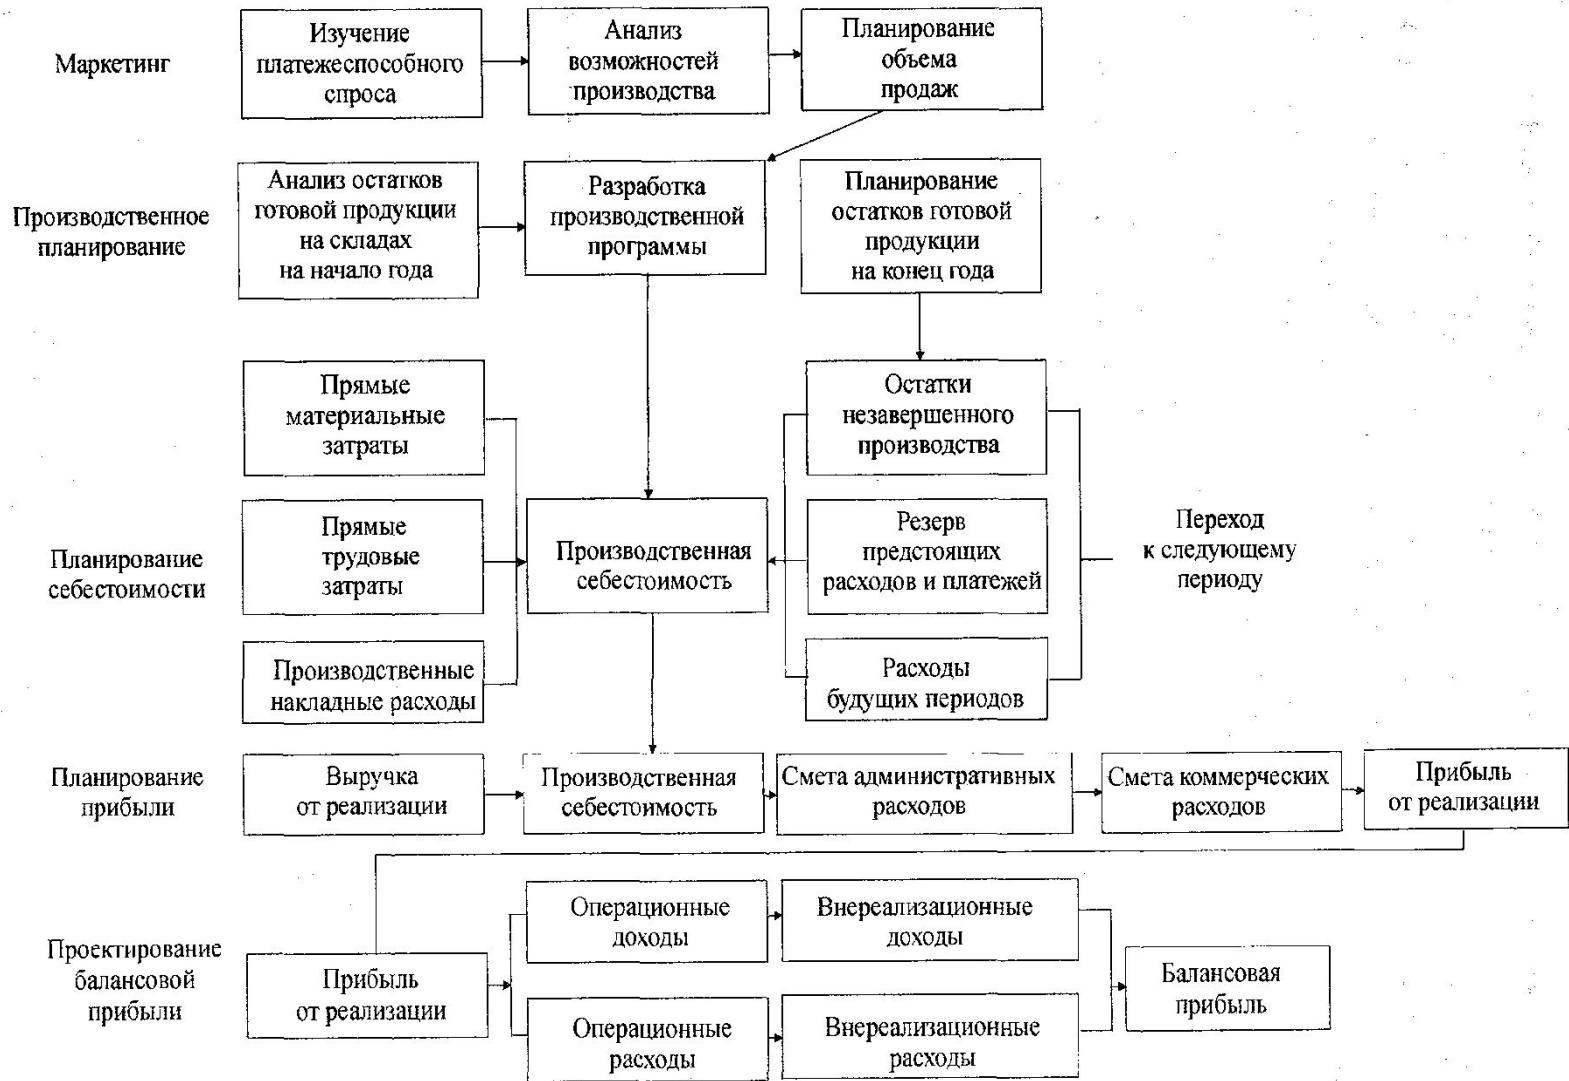 Маркетинг
Изучение
платежеспособного
спроса
Анализ
возможностей
производства
Планирование
объема
продаж
Производственное
планирование
Анализ остатков
готовой продукции
на складах
на начало года
Разработка
производственной
программы
Планирование
остатков готовой
продукции
на конец года
Планирование
себестоимости
Прямые
материальные
затраты
Прямые
трудовые
затраты
Производственные
накладные расходы
Производственная
себестоимость
Остатки
незавершенного
производства
Резерв
предстоящих
расходов и платежей
Расходы
будущих периодов
Переход
к следующему
периоду
Планирование
прибыли
Выручка
от реализации
Производственная
себестоимость
Смета административных
расходов
Смета коммерческих
расходов
Прибыль
от реализации
Проектирование
балансовой
прибыли
Прибыль
от реализации
Операционные
доходы
Внереализационные
доходы
Операционные
расходы
Внереализационные
расходы
Балансовая
прибыль